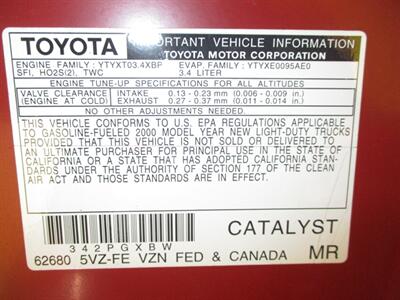 TOYOTA
IMPORTANT VEHICLE INFORMATION
TOYOTA MOTOR CORPORATION
ENGINE FAMILY: YTYXT03.4XBP EVAP. FAMILY: YTYXE0095AE0
SFI, HO2S(2), TWC 3.4 LITER
ENGINE TUNE-UP SPECIFICATIONS FOR ALL ALTITUDES
VALVE CLEARANCE INTAKE 0.13 - 0.23 mm (0.006 - 0.009 in.)
(ENG. AT COLD) EXHAUST 0.27 - 0.37 mm (0.011 - 0.014 in.)
NO OTHER ADJUSTMENTS NEEDED.
THIS VEHICLE CONFORMS TO U.S. EPA REGULATIONS APPLICABLE
TO GASOLINE-FUELED 2000 MODEL YEAR NEW LIGHT-DUTY TRUCKS
PROVIDED THAT THIS VEHICLE IS NOT SOLD OR DELIVERED TO
AN ULTIMATE PURCHASER FOR PRINCIPAL USE IN THE STATE OF
CALIFORNIA OR A STATE THAT HAS ADOPTED CALIFORNIA STAN-
DARDS UNDER THE AUTHORITY OF SECTION 177 OF THE CLEAN
AIR ACT AND THOSE STANDARDS ARE IN EFFECT.
CATALYST
342PGXBW
62680 5VZ-FE VZN FED & CANADA MR